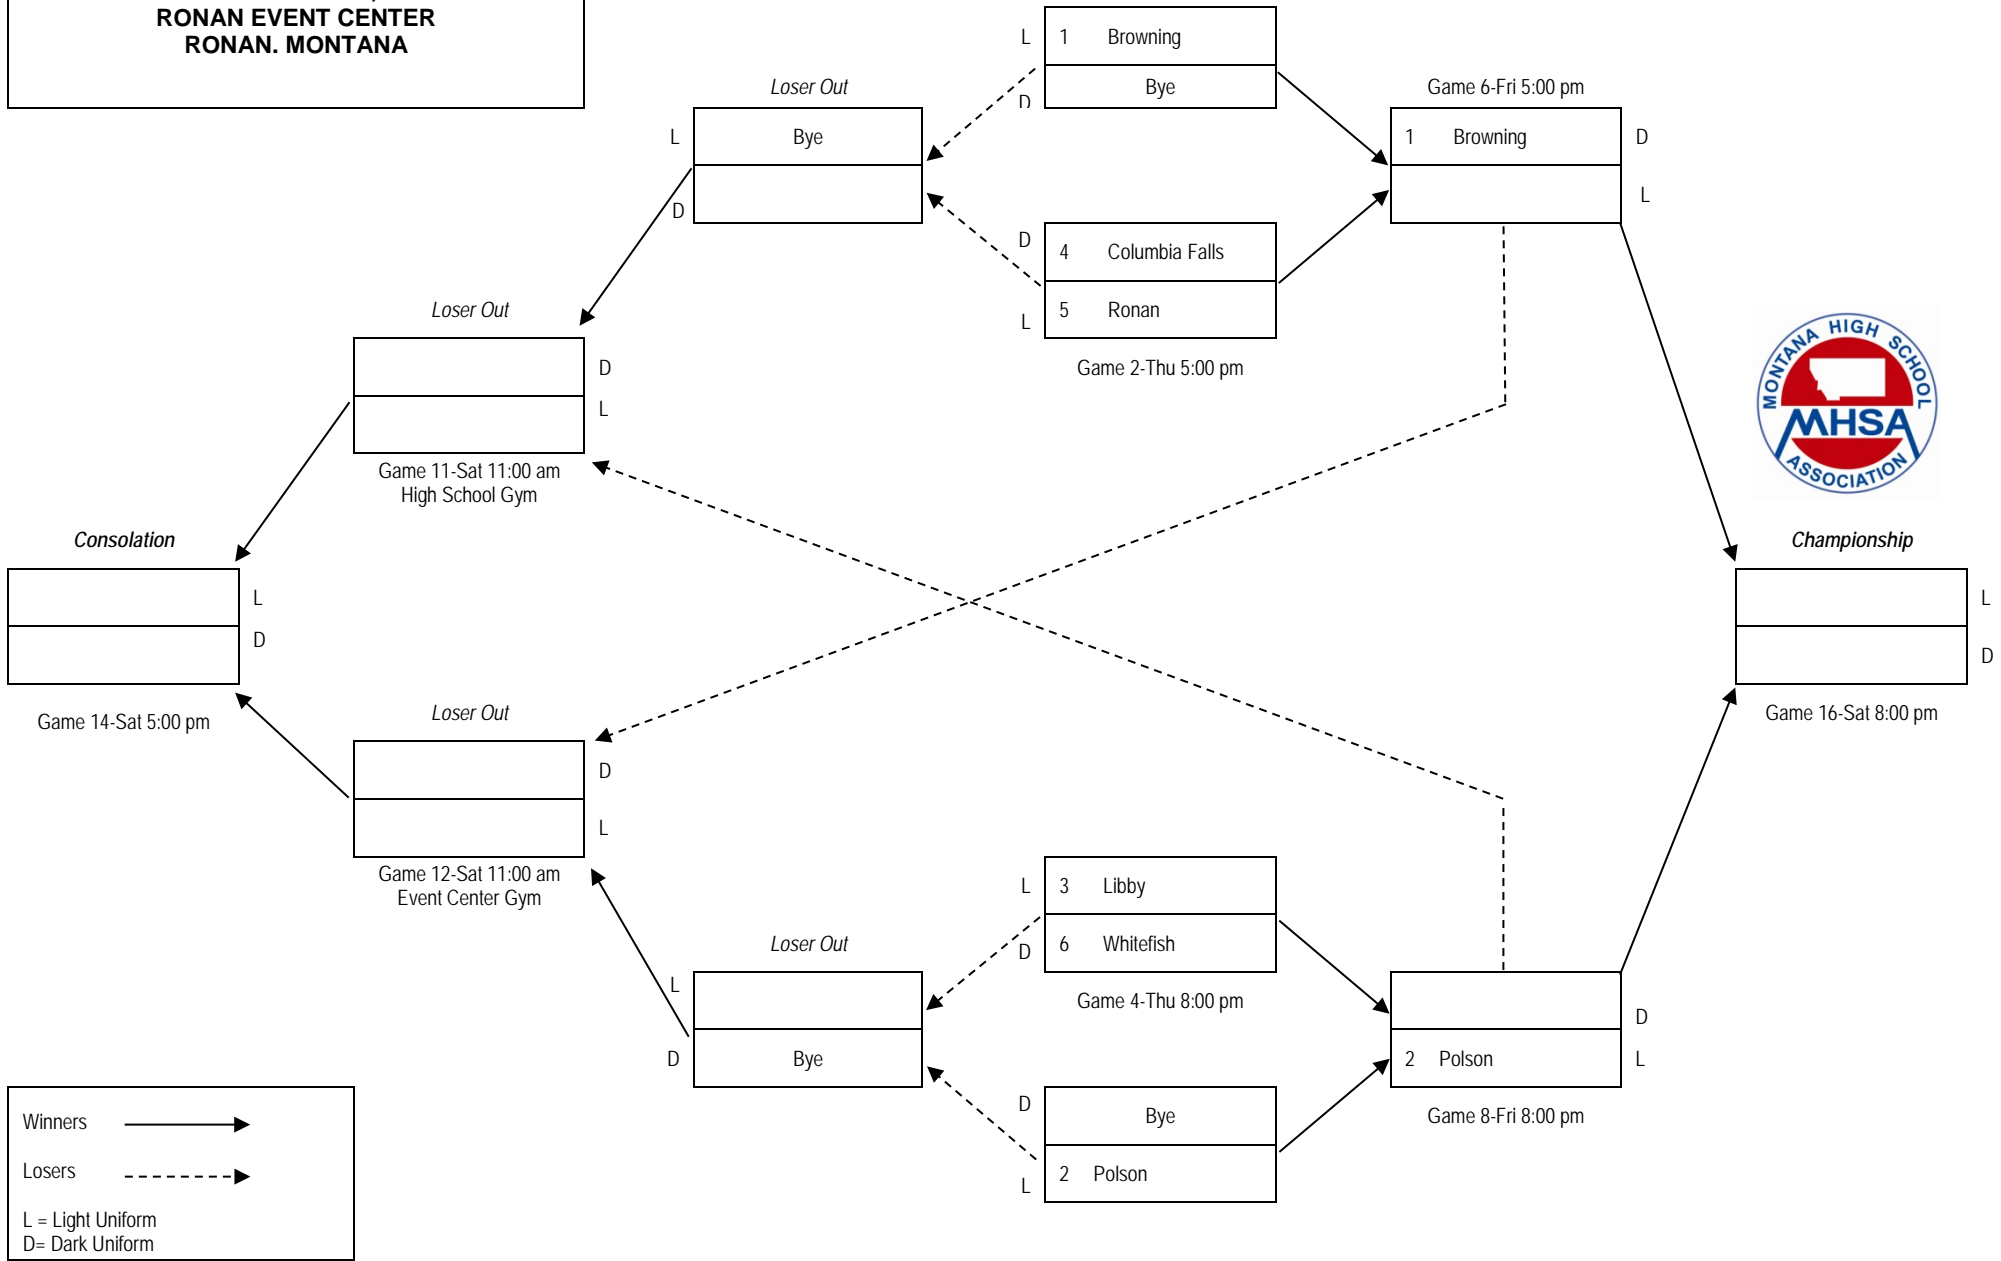 RONAN EVENT CENTER
RONAN. MONTANA
L
1 Browning
D
Bye
Loser Out
L
Bye
D
Game 6-Fri 5:00 pm
1 Browning
D
L
D
4 Columbia Falls
L
5 Ronan
Game 2-Thu 5:00 pm
Loser Out
D
L
Game 11-Sat 11:00 am
High School Gym
MONTANA HIGH SCHOOL
MHSA
ASSOCIATION
Consolation
L
D
Game 14-Sat 5:00 pm
Championship
L
D
Game 16-Sat 8:00 pm
Loser Out
D
L
Game 12-Sat 11:00 am
Event Center Gym
L
3 Libby
D
6 Whitefish
Game 4-Thu 8:00 pm
Loser Out
L
D
Bye
D
L
2 Polson
Game 8-Fri 8:00 pm
D
Bye
L
2 Polson
Winners
Losers
L = Light Uniform
D= Dark Uniform